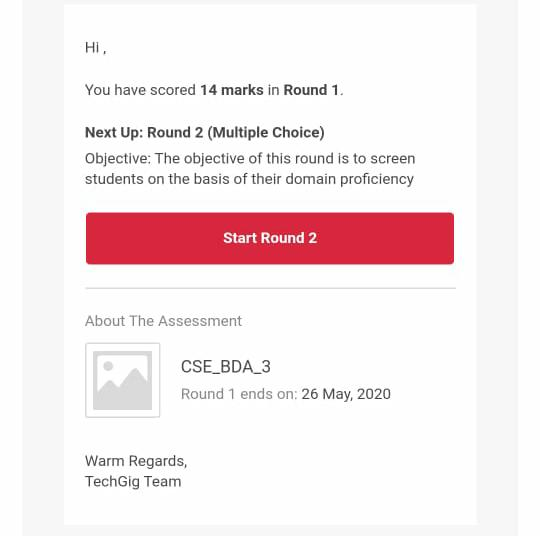 Hi ,
You have scored 14 marks in Round 1.
Next Up: Round 2 (Multiple Choice)
Objective: The objective of this round is to screen
students on the basis of their domain proficiency
Start Round 2
About The Assessment
CSE_BDA_3
Round 1 ends on: 26 May, 2020
Warm Regards,
TechGig Team